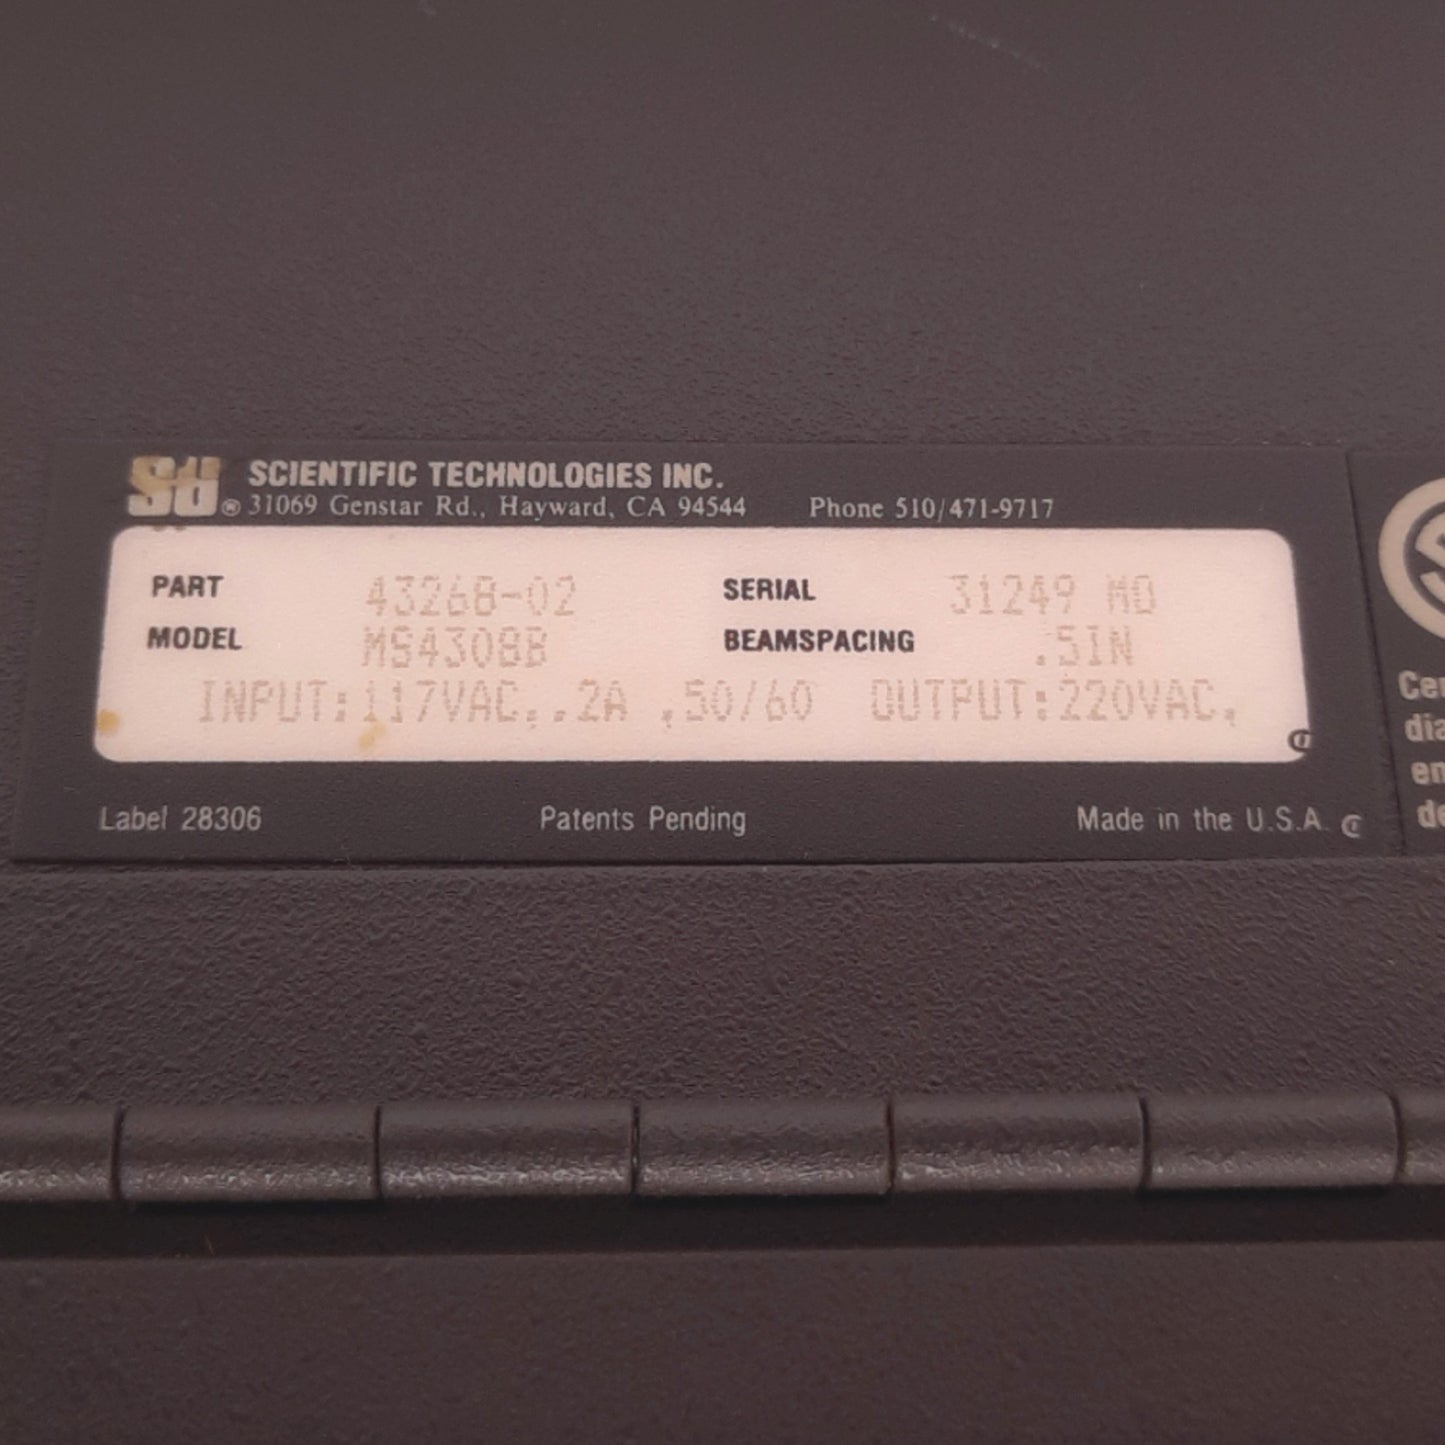 sti ® SCIENTIFIC TECHNOLOGIES INC.
31069 Genstar Rd., Hayward, CA 94544 Phone 510/471-9717
PART 43268-02 SERIAL 31249 MO
MODEL MS4308B BEAMSPACING .5IN
INPUT:117VAC,.2A ,50/60 OUTPUT:220VAC,
Label 28306 Patents Pending Made in the U.S.A.